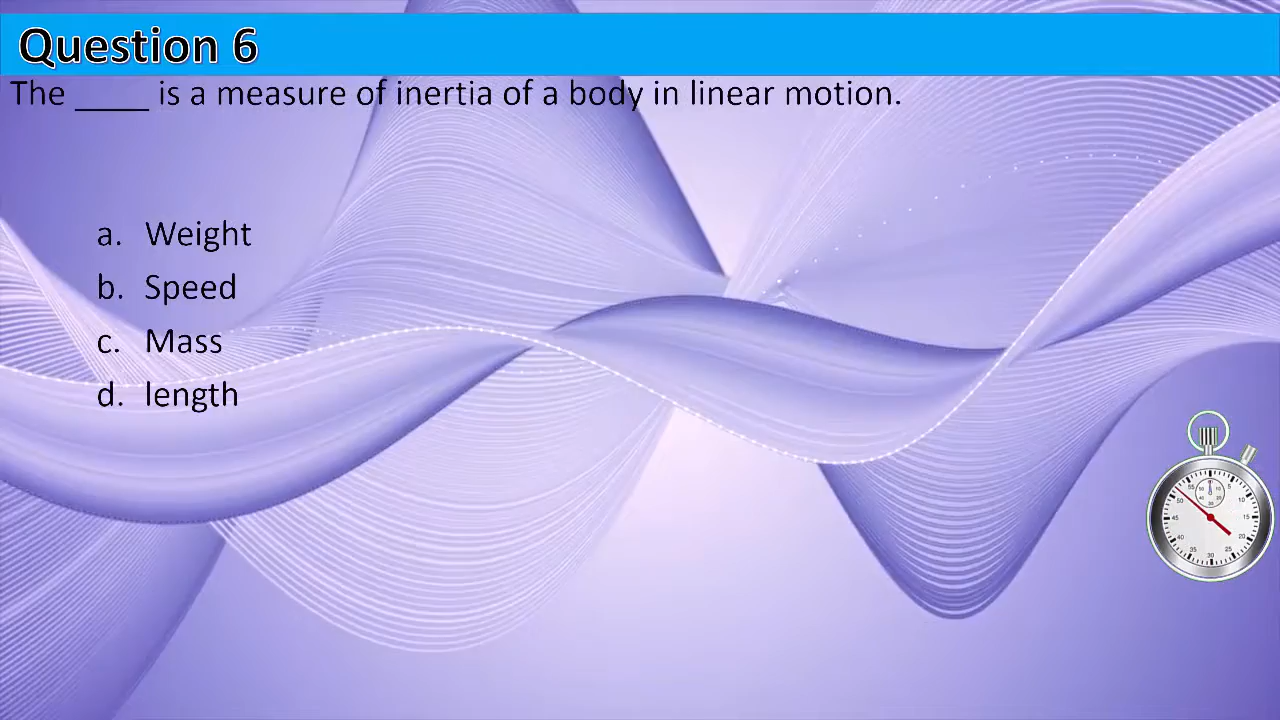 Question 6
The ____ is a measure of inertia of a body in linear motion.
a. Weight
b. Speed
c. Mass
d. length